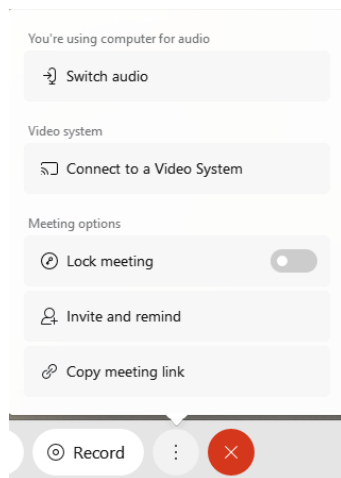 You're using computer for audio
Switch audio
Video system
Connect to a Video System
Meeting options
Lock meeting
Invite and remind
Copy meeting link
Record